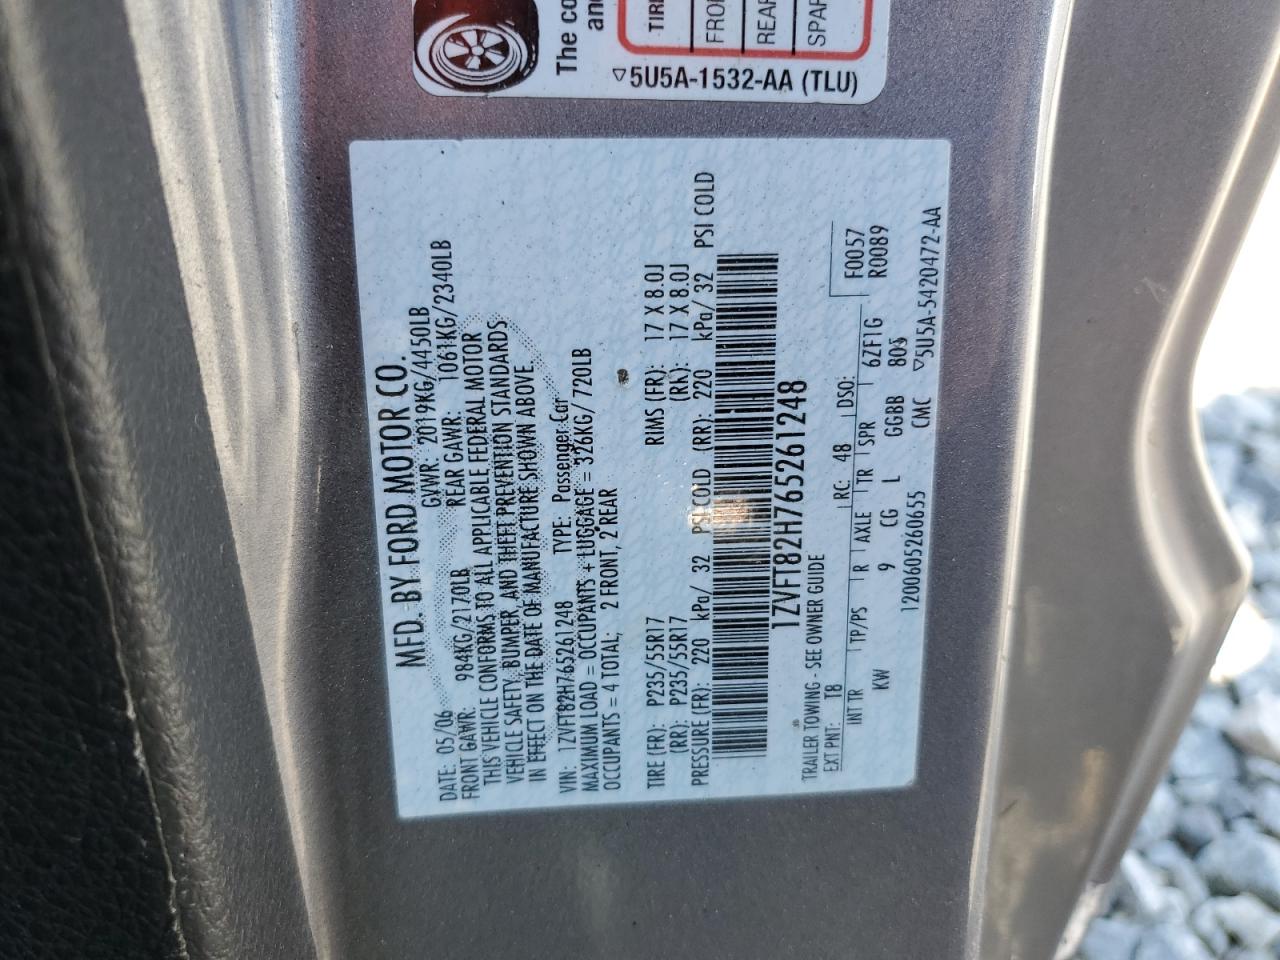 The co
and
TIRE
FRO
REAR
SPAR
▽5U5A-1532-AA (TLU)
MFD. BY FORD MOTOR CO.
DATE: 05/06 GVWR: 2019KG/4450LB
FRONT GAWR: 984KG/2170LB REAR GAWR: 1061KG/2340LB
THIS VEHICLE CONFORMS TO ALL APPLICABLE FEDERAL MOTOR
VEHICLE SAFETY, BUMPER, AND THEFT PREVENTION STANDARDS
IN EFFECT ON THE DATE OF MANUFACTURE SHOWN ABOVE.
VIN: 1ZVFT82H765261248 TYPE: Passenger Car
MAXIMUM LOAD = OCCUPANTS + LUGGAGE = 326KG/720LB
OCCUPANTS = 4 TOTAL; 2 FRONT, 2 REAR
TIRE (FR): P235/55R17 RIMS (FR): 17 X 8.0J
(RR): P235/55R17 (RR): 17 X 8.0J
PRESSURE (FR): 220 kPa/ 32 PSI COLD (RR): 220 kPa/ 32 PSI COLD
1ZVFT82H765261248
TRAILER TOWING - SEE OWNER GUIDE
EXT PNT: T8 RC: 48 DSO: F0057
R0089
INT TR TP/PS R AXLE TR SPR 6ZF1G
KW 9 CG L GGBB 805
1200605260655 CMC ▽5U5A-5420472-AA